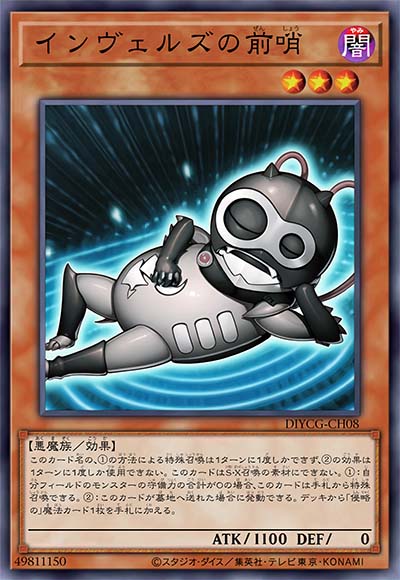 インヴェルズの前哨
ぜん しょう
やみ
闇
DIYCG-CH08
【悪魔族／効果】
このカード名の、①の方法による特殊召喚は1ターンに1度しかできず、②の効果は
1ターンに1度しか使用できない。このカードはS・X召喚の素材にできない。①：自
分フィールドのモンスターの守備力の合計が0の場合、このカードは手札から特殊
召喚できる。②：このカードが墓地へ送られた場合に発動できる。デッキから「侵略
の」魔法カード1枚を手札に加える。
ATK/1100 DEF/ 0
49811150 ©スタジオ・ダイス／集英社・テレビ東京・KONAMI